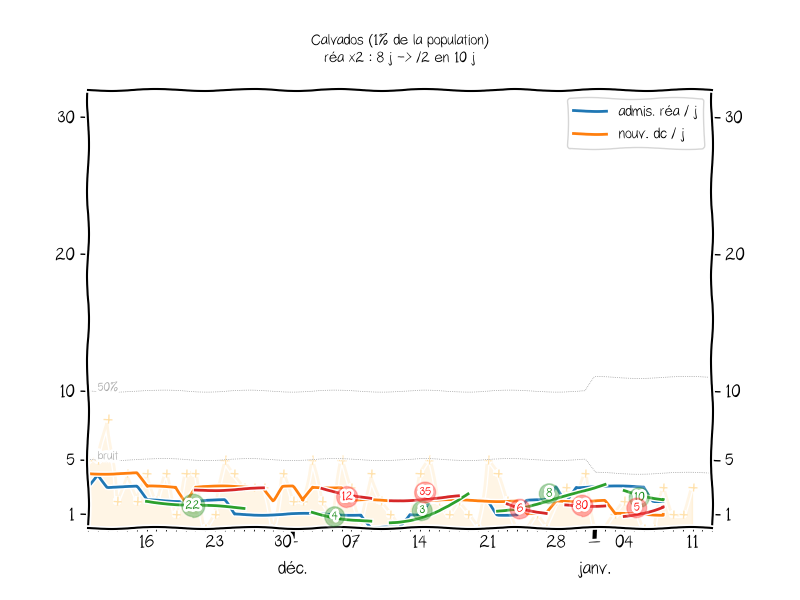 Calvados (1% de la population)
réa x2 : 8 j -> /2 en 10 j
admis. réa / j
nouv. dc / j
30 30
20 20
50%
10 10
bruit
5 5
22 4 12 35 3 6 8 80 10 5
1 1
16 23 30 07 14 21 28 04 11
déc. janv.